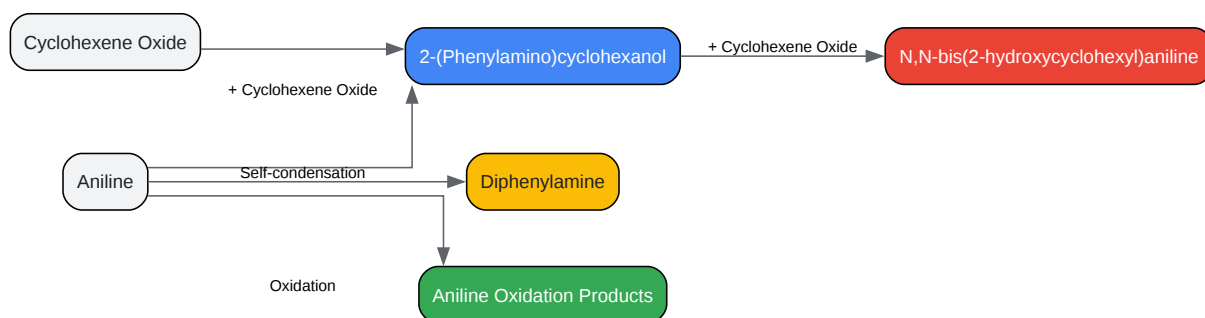 Cyclohexene Oxide
2-(Phenylamino)cyclohexanol
+ Cyclohexene Oxide
N,N-bis(2-hydroxycyclohexyl)aniline
+ Cyclohexene Oxide
Aniline
Self-condensation
Diphenylamine
Oxidation
Aniline Oxidation Products